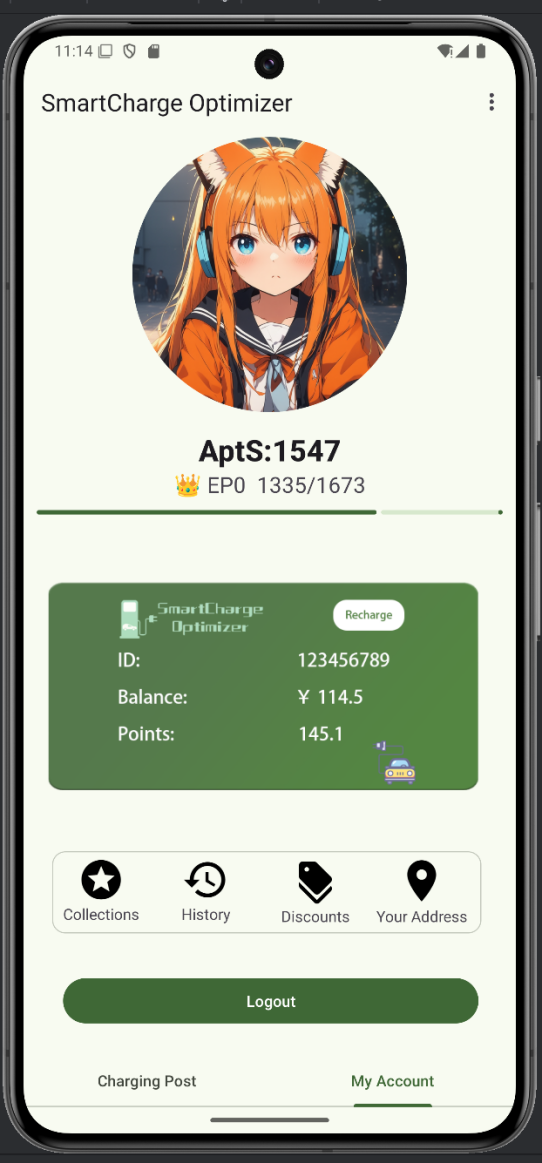 11:14
SmartCharge Optimizer
AptS:1547
👑 EP0 1335/1673
SmartCharge
Optimizer
Recharge
ID: 123456789
Balance: ¥ 114.5
Points: 145.1
Collections History Discounts Your Address
Logout
Charging Post My Account